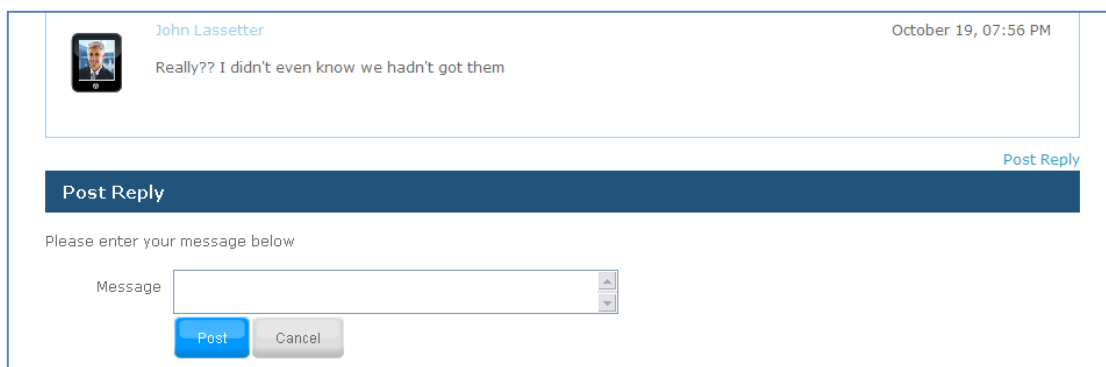 John Lassetter October 19, 07:56 PM
Really?? I didn't even know we hadn't got them
Post Reply
Post Reply
Please enter your message below
Message
Post Cancel